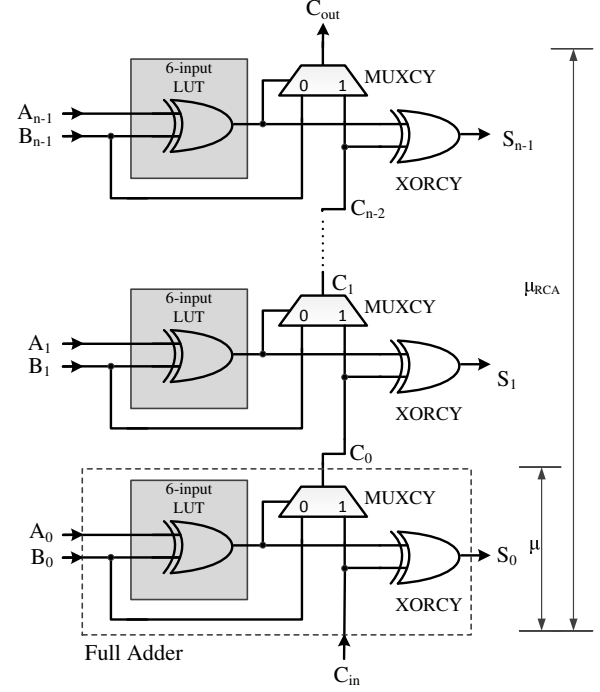 C_out
6-input
LUT
0 1
MUXCY
A_n-1
B_n-1
S_n-1
XORCY
C_n-2
μ_RCA
C_1
6-input
LUT
0 1
MUXCY
A_1
B_1
S_1
XORCY
C_0
6-input
LUT
0 1
MUXCY
A_0
B_0
S_0
μ
XORCY
Full Adder
C_in